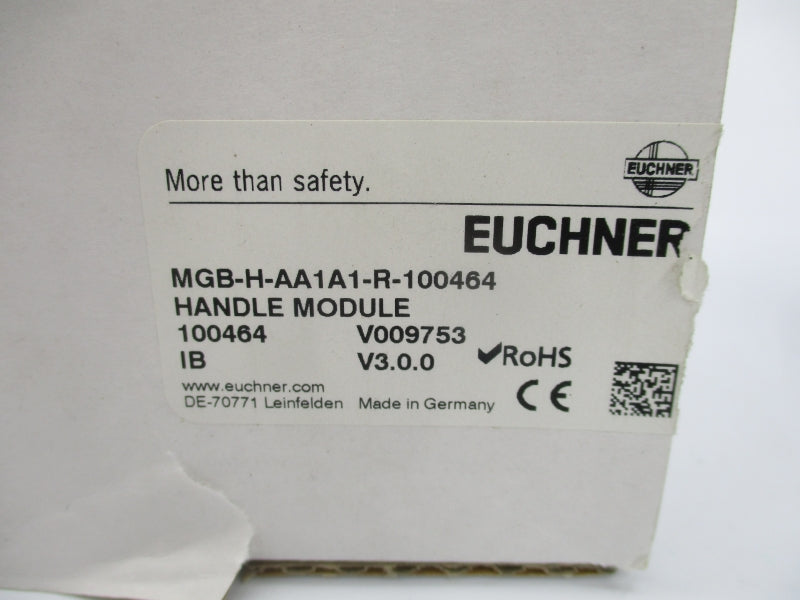 More than safety.
EUCHNER
EUCHNER
MGB-H-AA1A1-R-100464
HANDLE MODULE
100464 V009753
IB V3.0.0 ✔RoHS
www.euchner.com
DE-70771 Leinfelden Made in Germany CE